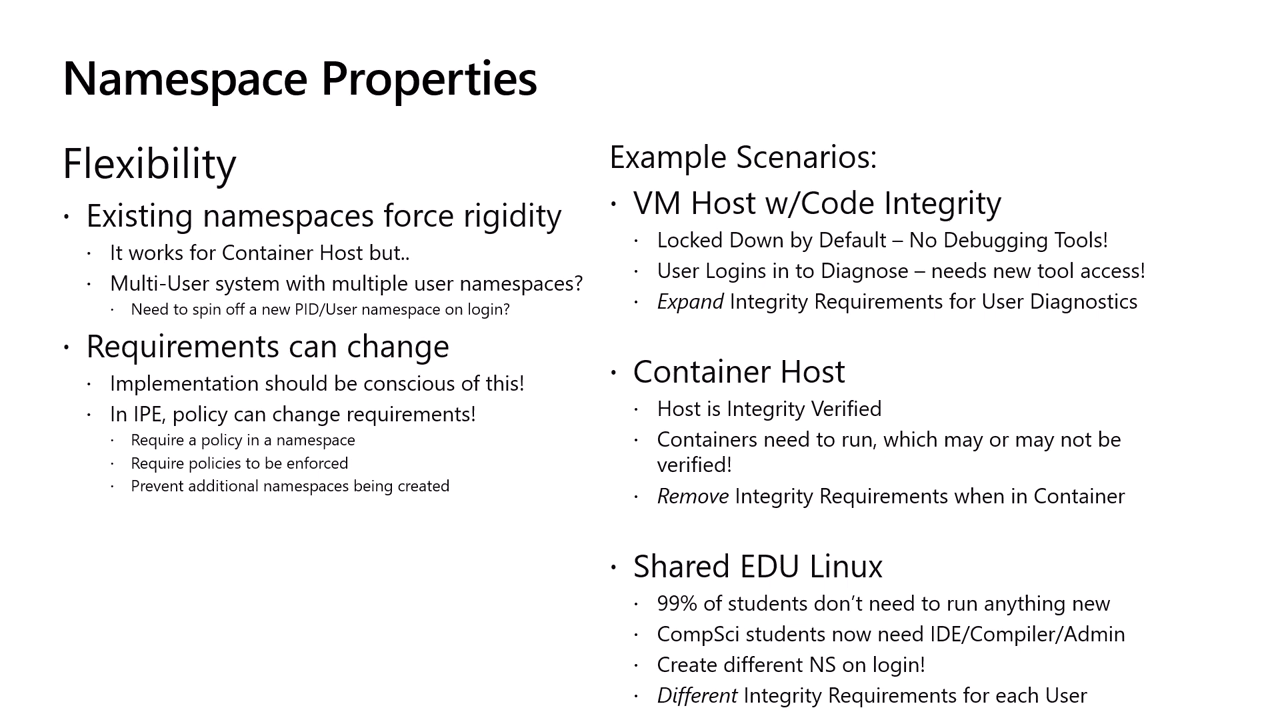 Namespace Properties
Flexibility
· Existing namespaces force rigidity
· It works for Container Host but..
· Multi-User system with multiple user namespaces?
· Need to spin off a new PID/User namespace on login?
· Requirements can change
· Implementation should be conscious of this!
· In IPE, policy can change requirements!
· Require a policy in a namespace
· Require policies to be enforced
· Prevent additional namespaces being created
Example Scenarios:
· VM Host w/Code Integrity
· Locked Down by Default – No Debugging Tools!
· User Logins in to Diagnose – needs new tool access!
· Expand Integrity Requirements for User Diagnostics
· Container Host
· Host is Integrity Verified
· Containers need to run, which may or may not be
verified!
· Remove Integrity Requirements when in Container
· Shared EDU Linux
· 99% of students don’t need to run anything new
· CompSci students now need IDE/Compiler/Admin
· Create different NS on login!
· Different Integrity Requirements for each User